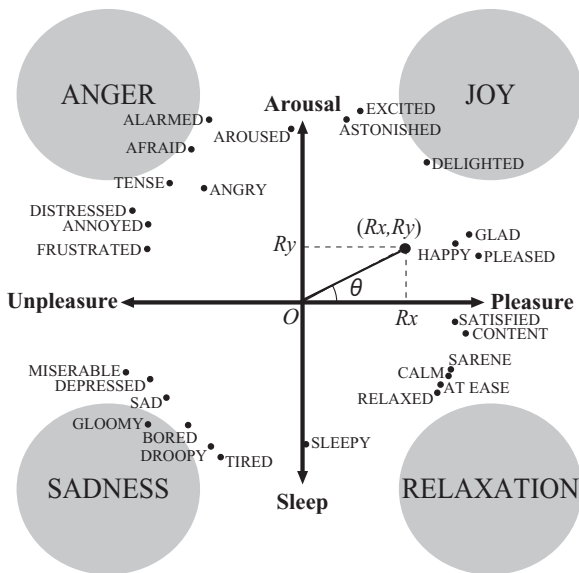 ANGER
JOY
ALARMED
Arousal
EXCITED
AROUSED
ASTONISHED
AFRAID
DELIGHTED
TENSE
ANGRY
DISTRESSED
ANNOYED
(Rx,Ry)
GLAD
FRUSTRATED
Ry
HAPPY
PLEASED
θ
Unpleasure
O
Rx
Pleasure
SATISFIED
CONTENT
MISERABLE
SARENE
DEPRESSED
CALM
SAD
RELAXED
AT EASE
GLOOMY
BORED
SLEEPY
DROOPY
TIRED
SADNESS
RELAXATION
Sleep